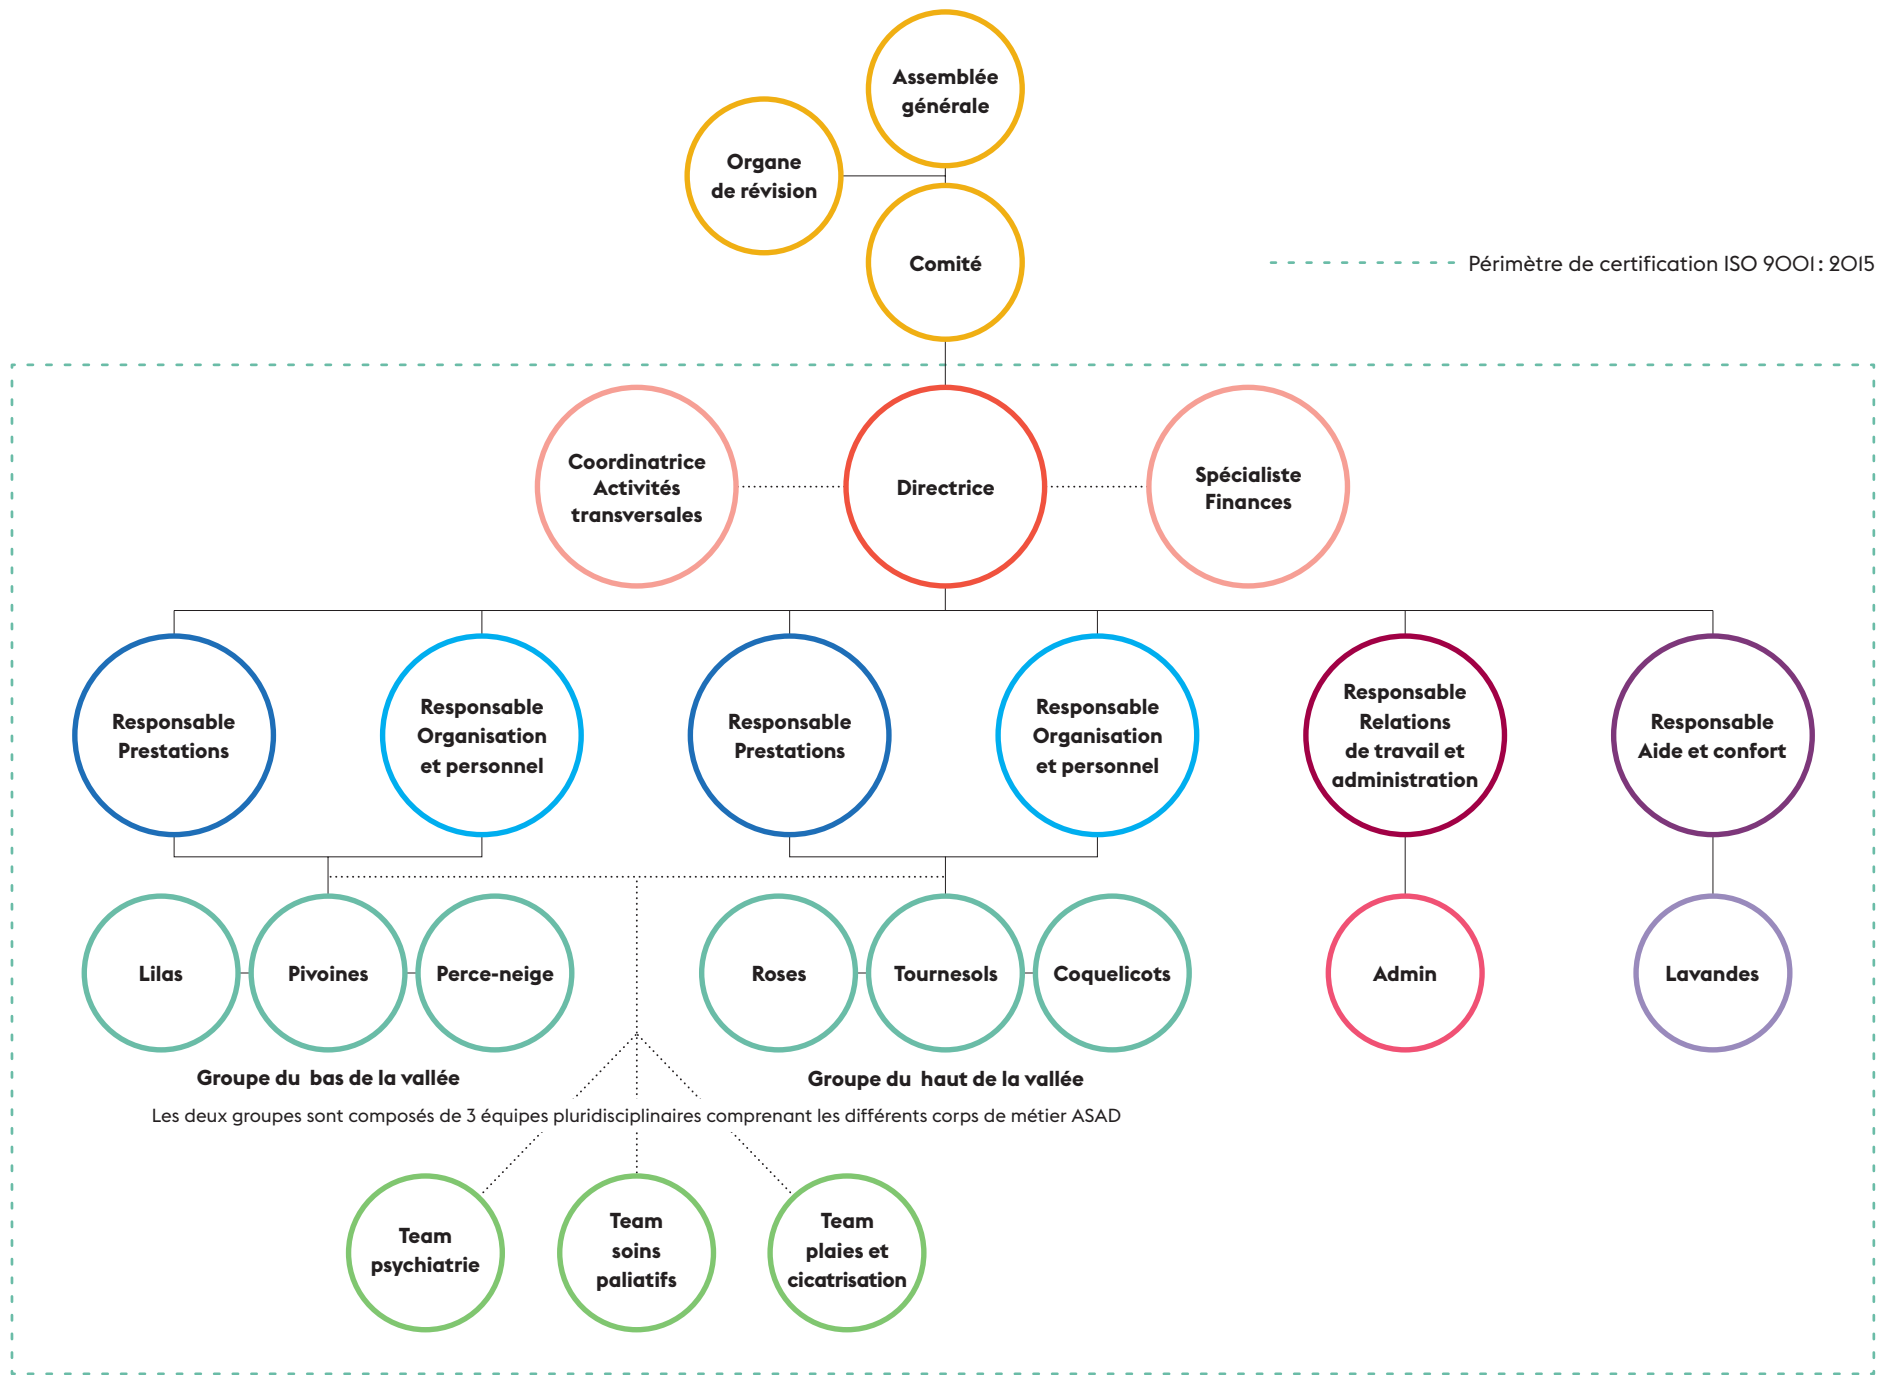 Assemblée
générale
Organe
de révision
Comité
Périmètre de certification ISO 9001: 2015
Coordinatrice
Activités
transversales
Directrice
Spécialiste
Finances
Responsable
Prestations
Responsable
Organisation
et personnel
Responsable
Prestations
Responsable
Organisation
et personnel
Responsable
Relations
de travail et
administration
Responsable
Aide et confort
Lilas
Pivoines
Perce-neige
Roses
Tournesols
Coquelicots
Admin
Lavandes
Groupe du bas de la vallée
Groupe du haut de la vallée
Les deux groupes sont composés de 3 équipes pluridisciplinaires comprenant les différents corps de métier ASAD
Team
psychiatrie
Team
soins
paliatifs
Team
plaies et
cicatrisation